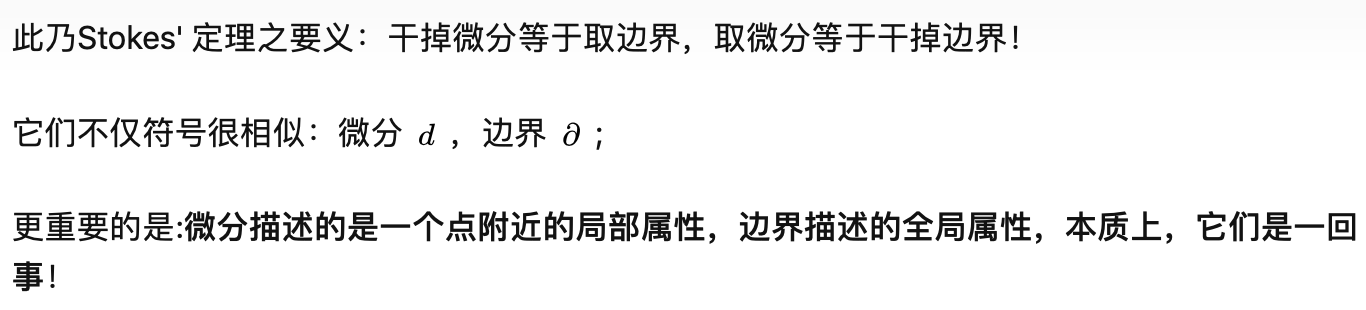 此乃Stokes' 定理之要义：干掉微分等于取边界，取微分等于干掉边界！
它们不仅符号很相似：微分 d ，边界 ∂ ；
更重要的是:微分描述的是一个点附近的局部属性，边界描述的全局属性，本质上，它们是一回
事！